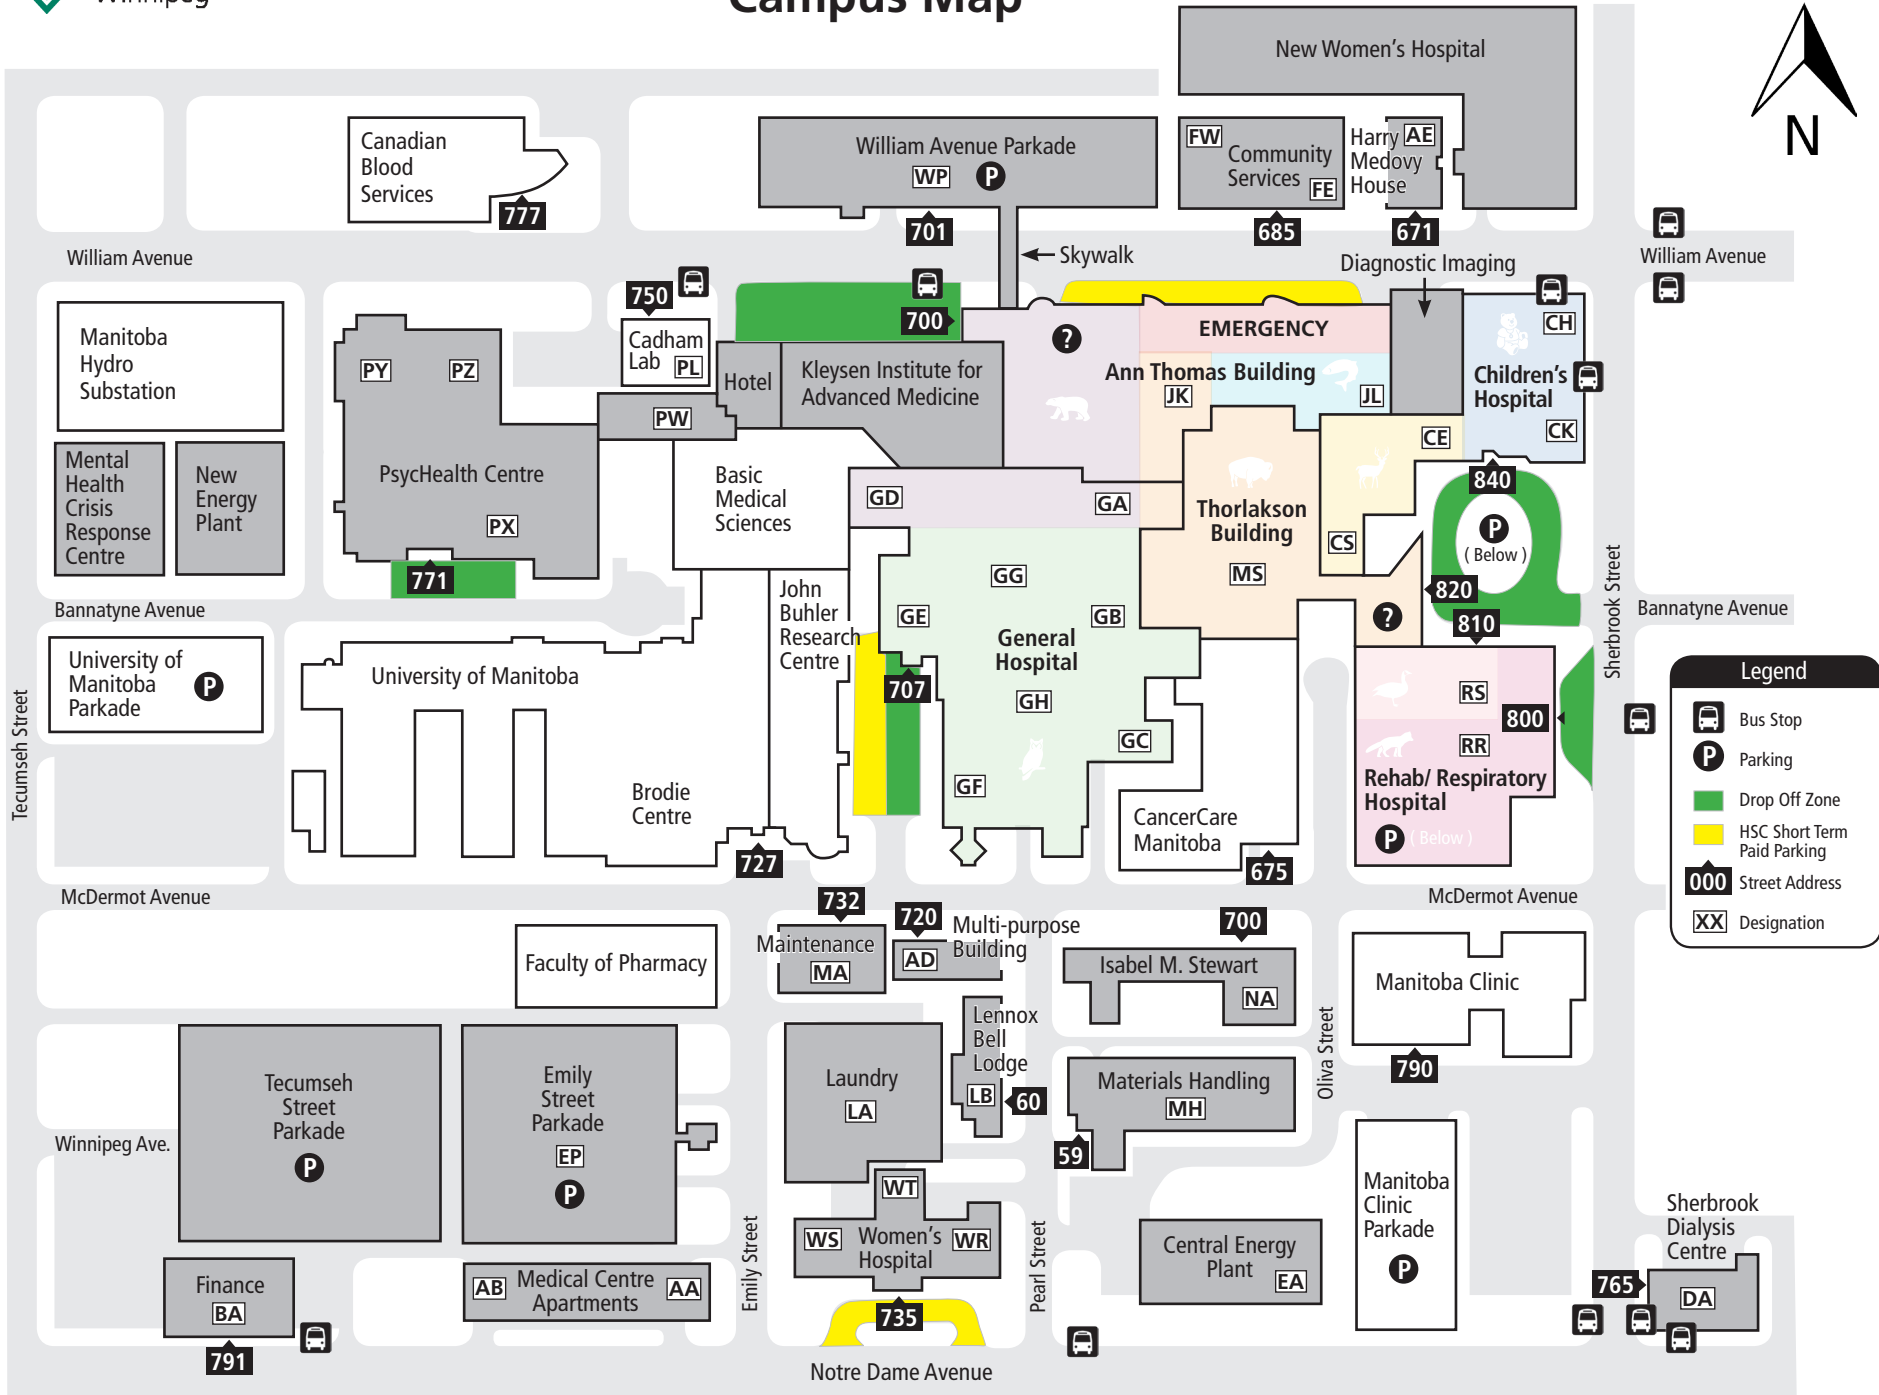 Winnipeg
Campus Map
New Women's Hospital
N
Canadian
Blood
Services
777
William Avenue Parkade
WP P
701
FW
Community
Services
FE
685
Harry AE
Medovy
House
671
Skywalk
Diagnostic Imaging
William Avenue
William Avenue
Manitoba
Hydro
Substation
750
Cadham
Lab PL
700
?
EMERGENCY
CH
PY
PZ
Hotel
Kleysen Institute for
Advanced Medicine
Ann Thomas Building
JK
JL
Children's
Hospital
CK
PW
CE
Mental
Health
Crisis
Response
Centre
New
Energy
Plant
PsycHealth Centre
PX
771
Basic
Medical
Sciences
GD
GA
Thorlakson
Building
MS
CS
840
P
( Below )
820
810
?
Bannatyne Avenue
Bannatyne Avenue
Sherbrook Street
John
Buhler
Research
Centre
GG
GE
GB
General
Hospital
707
GH
GC
GF
University of
Manitoba
Parkade
P
University of Manitoba
Brodie
Centre
727
CancerCare
Manitoba
675
RS
800
RR
Rehab/ Respiratory
Hospital
P ( Below )
Tecumseh Street
Legend
Bus Stop
P Parking
Drop Off Zone
HSC Short Term
Paid Parking
000 Street Address
XX Designation
McDermot Avenue
McDermot Avenue
732
Maintenance
MA
720
Multi-purpose
Building
AD
700
Isabel M. Stewart
NA
Faculty of Pharmacy
Manitoba Clinic
790
Lennox
Bell
Lodge
LB
60
Laundry
LA
Materials Handling
MH
59
Oliva Street
Tecumseh
Street
Parkade
P
Emily
Street
Parkade
EP
P
Winnipeg Ave.
WT
WS
Women's
Hospital
WR
735
Emily Street
Pearl Street
Central Energy
Plant
EA
Manitoba
Clinic
Parkade
P
Sherbrook
Dialysis
Centre
765
DA
Finance
BA
791
AB
Medical Centre
Apartments
AA
Notre Dame Avenue